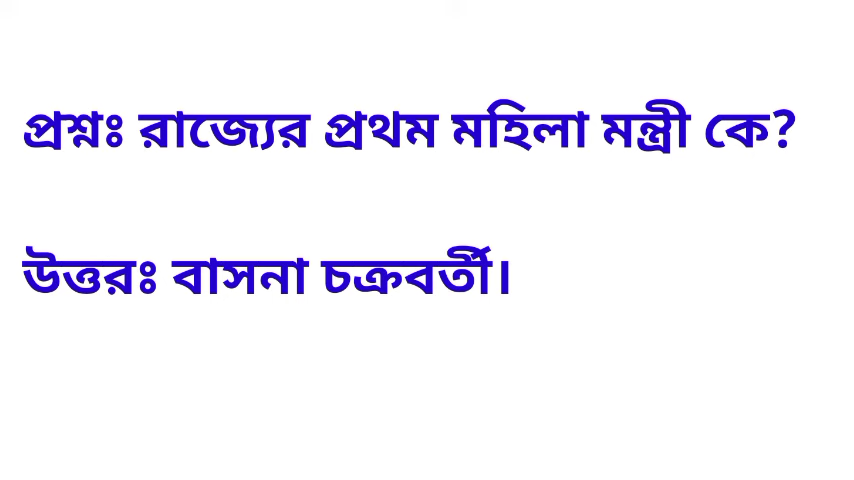 প্রশ্নঃ রাজ্যের প্রথম মহিলা মন্ত্রী কে?
উত্তরঃ বাসনা চক্রবর্তী।